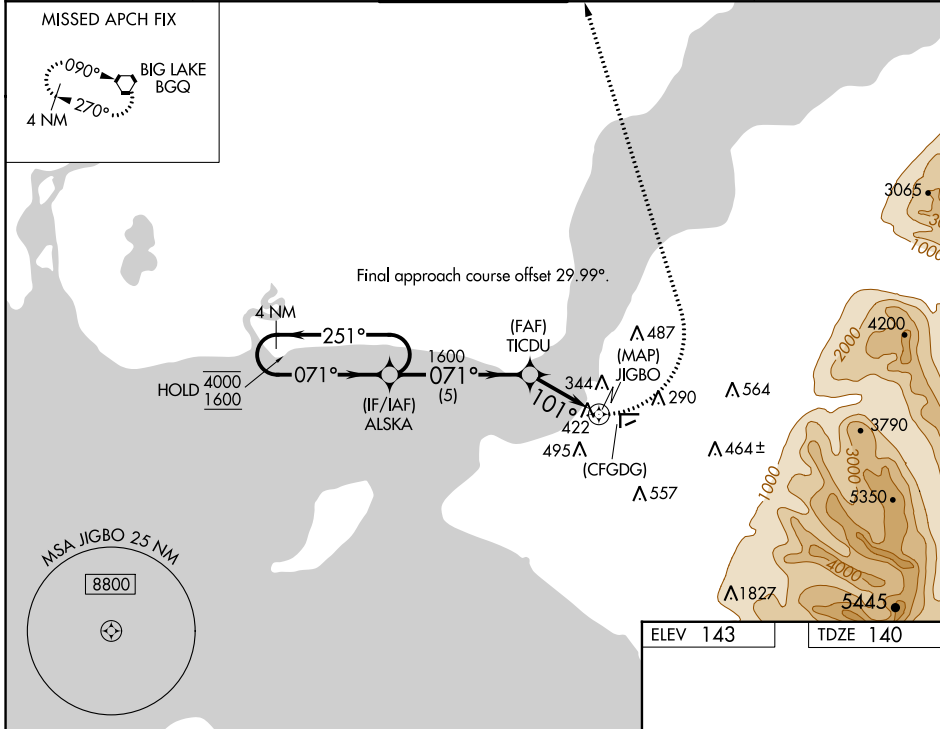 MISSED APCH FIX
090°
BIG LAKE
BGQ
270°
4 NM
3065
1000
Final approach course offset 29.99°.
4 NM
251°
HOLD 4000
1600
071°
(IF/IAF)
ALSKA
1600
071°
(5)
(FAF)
TICDU
101°
487
(MAP)
JIGBO
344
422
290
564
495
(CFGDG)
464±
557
4200
2000
3790
3000
1000
5350
4000
1827
5445
MSA JIGBO 25 NM
8800
ELEV 143
TDZE 140